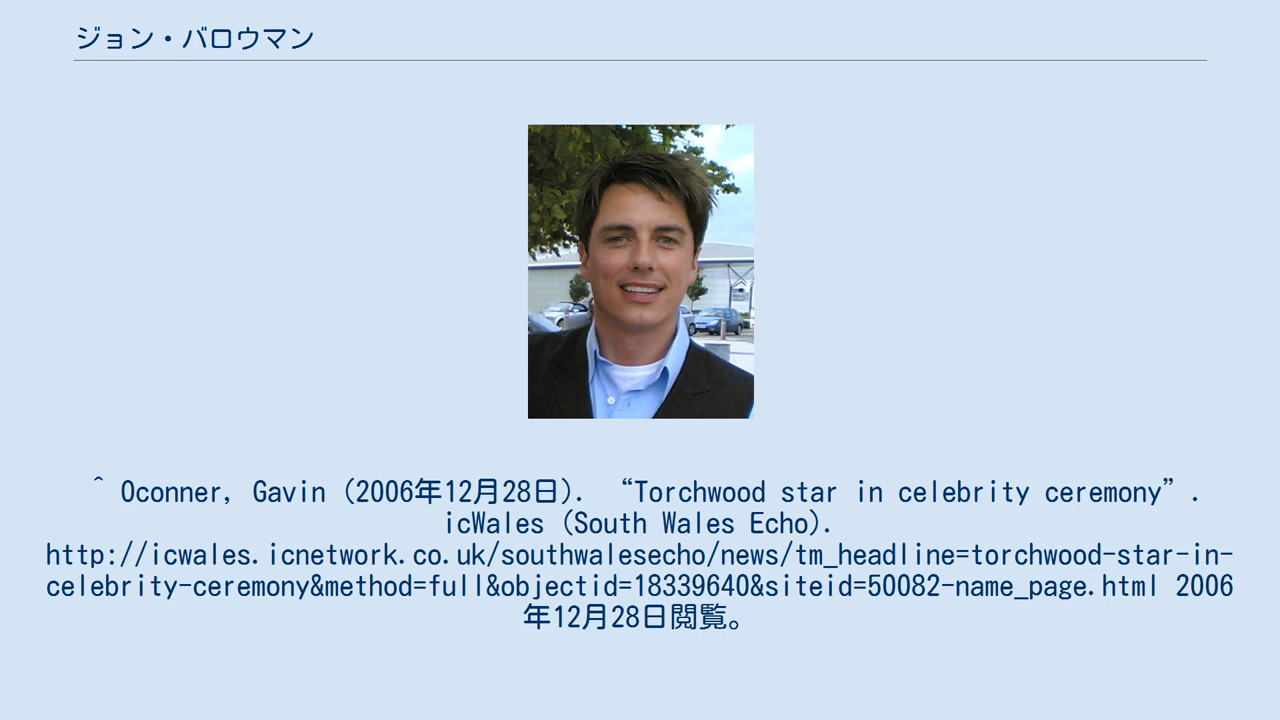 ジョン・バロウマン
^ Oconner, Gavin (2006年12月28日). “Torchwood star in celebrity ceremony”.
icWales (South Wales Echo).
http://icwales.icnetwork.co.uk/southwalesecho/news/tm_headline=torchwood-star-in-
celebrity-ceremony&method=full&objectid=18339640&siteid=50082-name_page.html 2006
年12月28日閲覧。